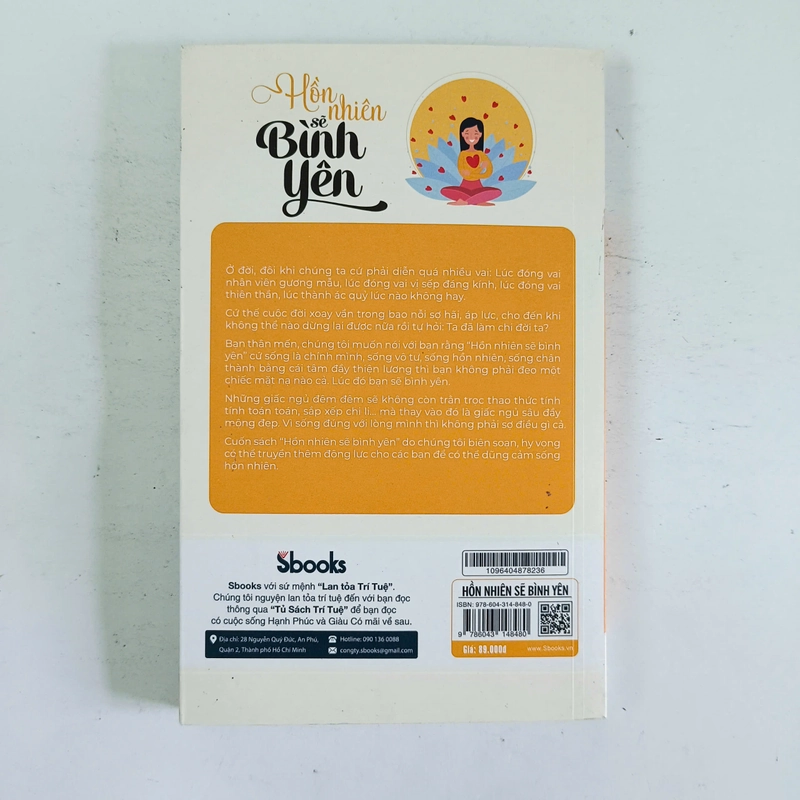 Hồn
nhiên
sẽ
Bình
Yên
Ở đời, đôi khi chúng ta cứ phải diễn quá nhiều vai: Lúc đóng vai
nhân viên gương mẫu, lúc đóng vai vị sếp đáng kính, lúc đóng vai
thiên thần, lúc thành ác quỷ lúc nào không hay.
Cứ thế cuộc đời xoay vần trong bao nỗi sợ hãi, áp lực, cho đến khi
không thể nào dừng lại được nữa rồi tự hỏi: Ta đã làm chi đời ta?
Bạn thân mến, chúng tôi muốn nói với bạn rằng "Hồn nhiên sẽ bình
yên" cứ sống là chính mình, sống vô tư, sống hồn nhiên, sống chân
thành bằng cái tâm đầy thiện lương thì bạn không phải đeo một
chiếc mặt nạ nào cả. Lúc đó bạn sẽ bình yên.
Những giấc ngủ đêm đêm sẽ không còn trằn trọc thao thức tính
tính toán toán, sắp xếp chi li... mà thay vào đó là giấc ngủ sâu đầy
mộng đẹp. Vì sống đúng với lòng mình thì không phải sợ điều gì cả.
Cuốn sách "Hồn nhiên sẽ bình yên" do chúng tôi biên soạn, hy vọng
có thể truyền thêm động lực cho các bạn để có thể dũng cảm sống
hồn nhiên.
Sbooks
Sbooks với sứ mệnh "Lan tỏa Trí Tuệ".
Chúng tôi nguyện lan tỏa trí tuệ đến với bạn đọc
thông qua "Tủ Sách Trí Tuệ" để bạn đọc
có cuộc sống Hạnh Phúc và Giàu Có mãi về sau.
Địa chỉ: 28 Nguyễn Quý Đức, An Phú,
Quận 2, Thành phố Hồ Chí Minh
Hotline: 090 136 0088
congty.sbooks@gmail.com
1096404878236
HỒN NHIÊN SẼ BÌNH YÊN
ISBN: 978-604-314-848-0
9 786043 148480
Giá: 89.000đ
www.Sbooks.vn